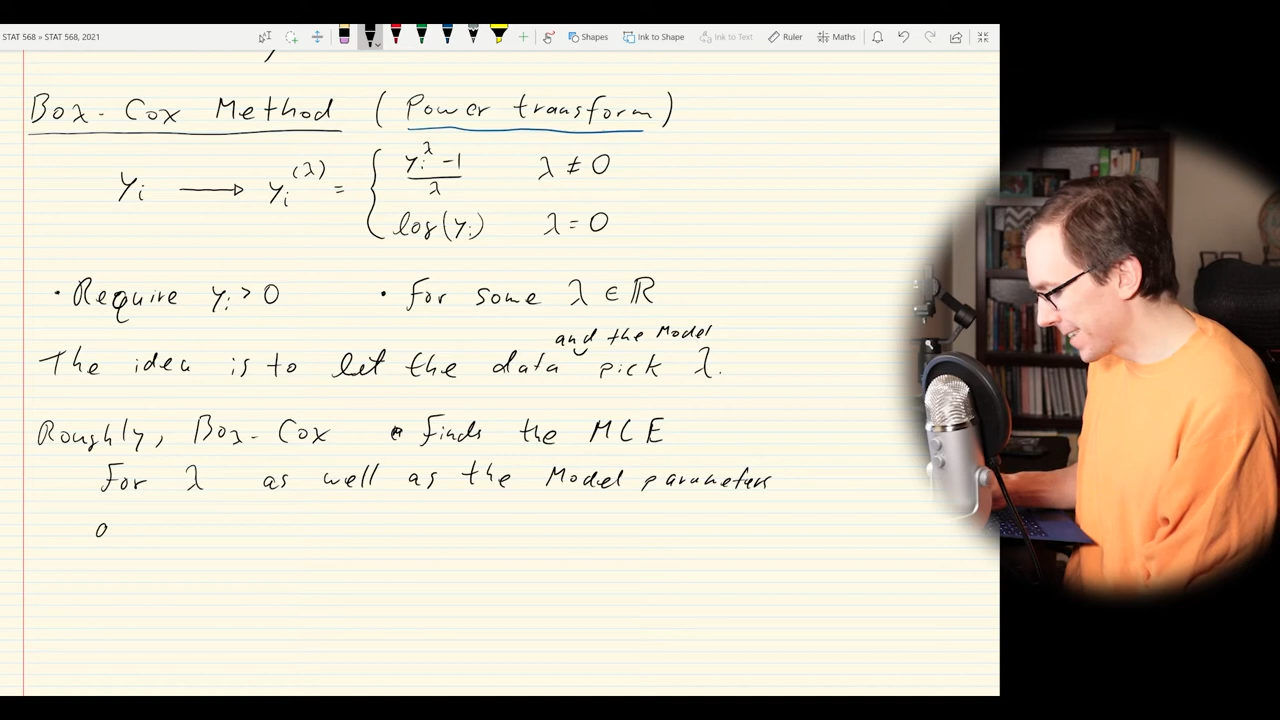 STAT 568 » STAT 568, 2021
Shapes Ink to Shape Ink to Text Ruler Maths
Box-Cox Method (Power transform)
yᵢ ⟶ yᵢ^(λ) = { (yᵢ^λ - 1)/λ λ ≠ 0
log(yᵢ) λ = 0
· Require yᵢ > 0 · For some λ ∈ ℝ
and the Model
The idea is to let the data pick λ.
Roughly, Box-Cox · finds the MLE
For λ as well as the Model parameters